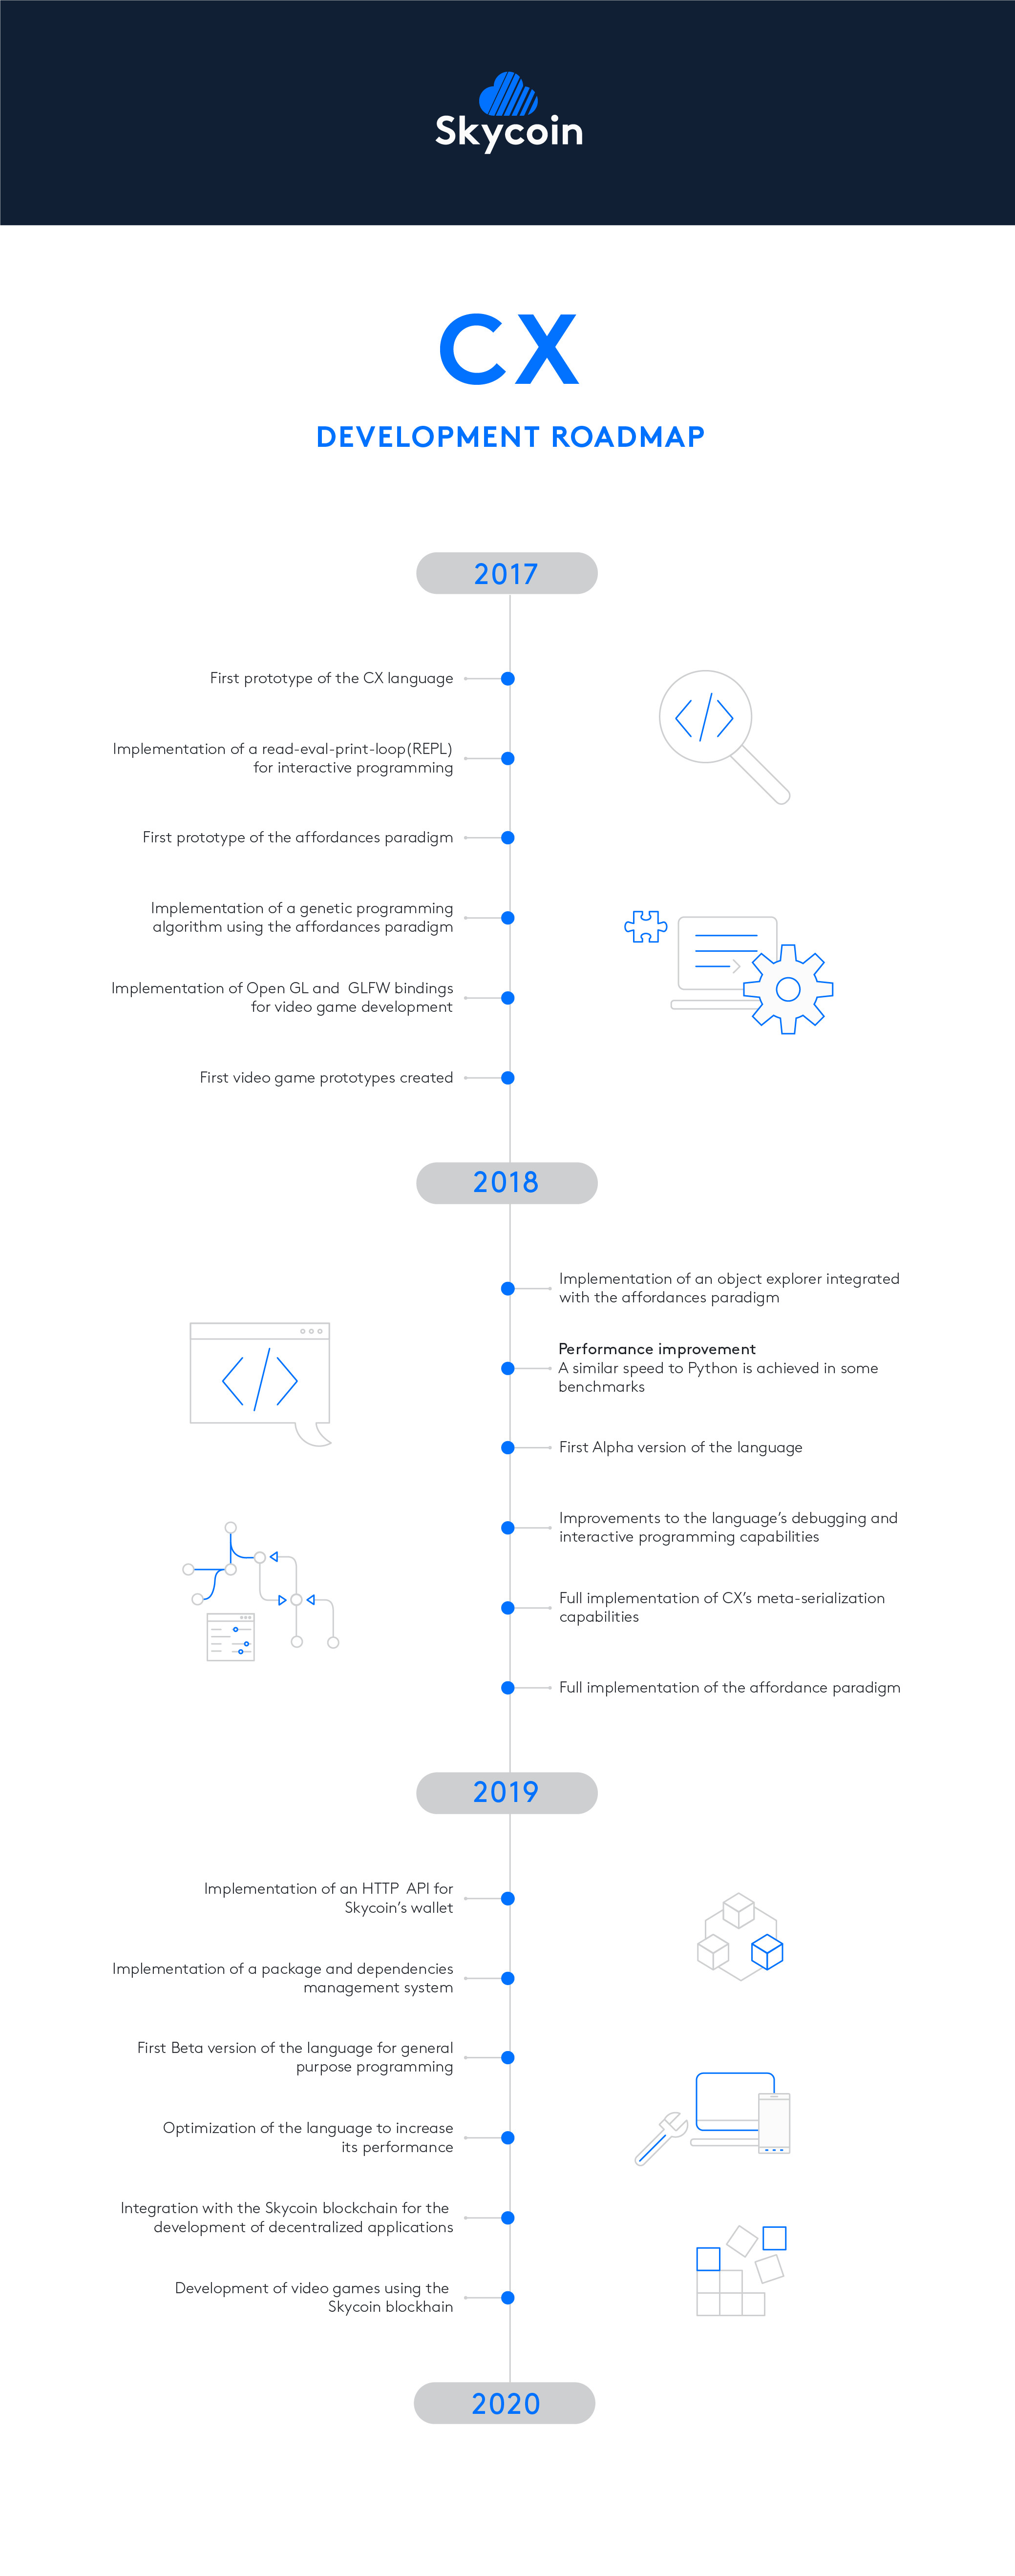 Skycoin
CX
DEVELOPMENT ROADMAP
2017
First prototype of the CX language
Implementation of a read-eval-print-loop(REPL)
for interactive programming
First prototype of the affordances paradigm
Implementation of a genetic programming
algorithm using the affordances paradigm
Implementation of Open GL and  GLFW bindings
for video game development
First video game prototypes created
2018
Implementation of an object explorer integrated
with the affordances paradigm
Performance improvement
A similar speed to Python is achieved in some
benchmarks
First Alpha version of the language
Improvements to the language’s debugging and
interactive programming capabilities
Full implementation of CX’s meta-serialization
capabilities
Full implementation of the affordance paradigm
2019
Implementation of an HTTP  API for
Skycoin’s wallet
Implementation of a package and dependencies
management system
First Beta version of the language for general
purpose programming
Optimization of the language to increase
its performance
Integration with the Skycoin blockchain for the
development of decentralized applications
Development of video games using the
Skycoin blockhain
2020